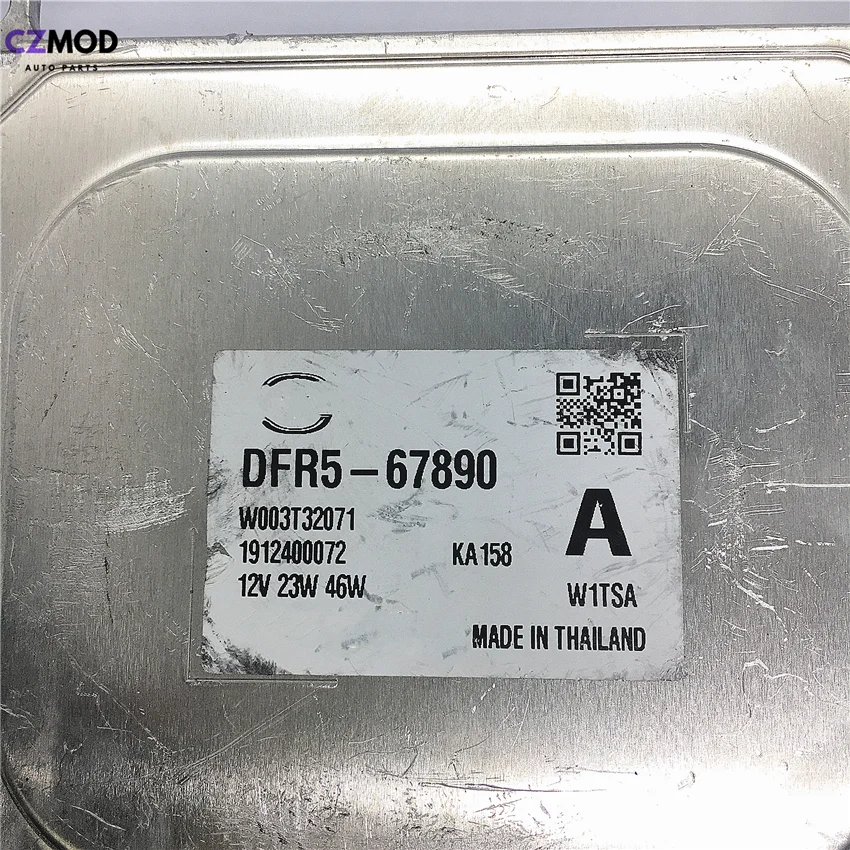 CZMOD
AUTO PARTS
DFR5-67890
W003T32071
1912400072
KA158
A
12V 23W 46W
W1TSA
MADE IN THAILAND